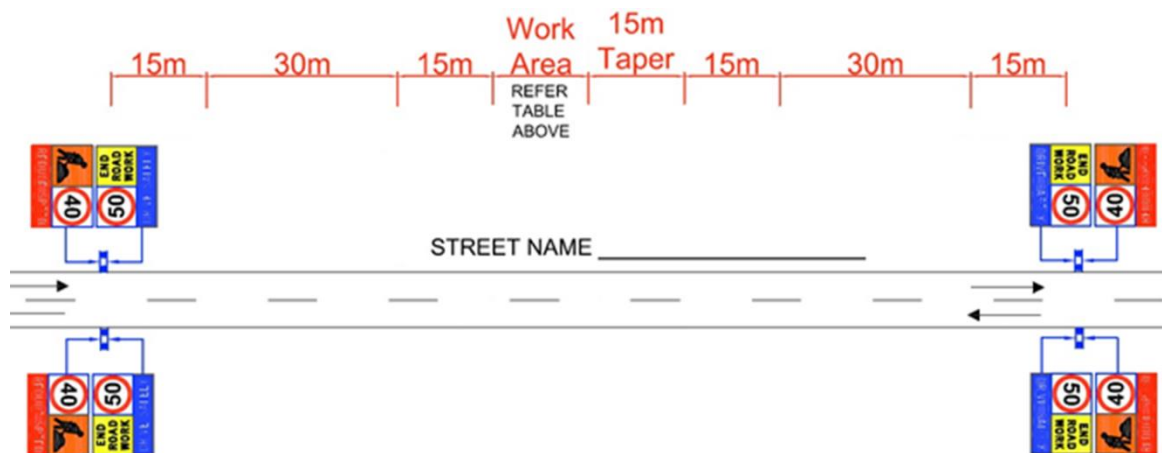 Work
Area
15m
Taper
15m
30m
15m
15m
30m
15m
REFER
TABLE
ABOVE
40
END
ROAD
WORK
50
END
ROAD
WORK
50
40
STREET NAME
40
50
END
ROAD
WORK
50
END
ROAD
WORK
40